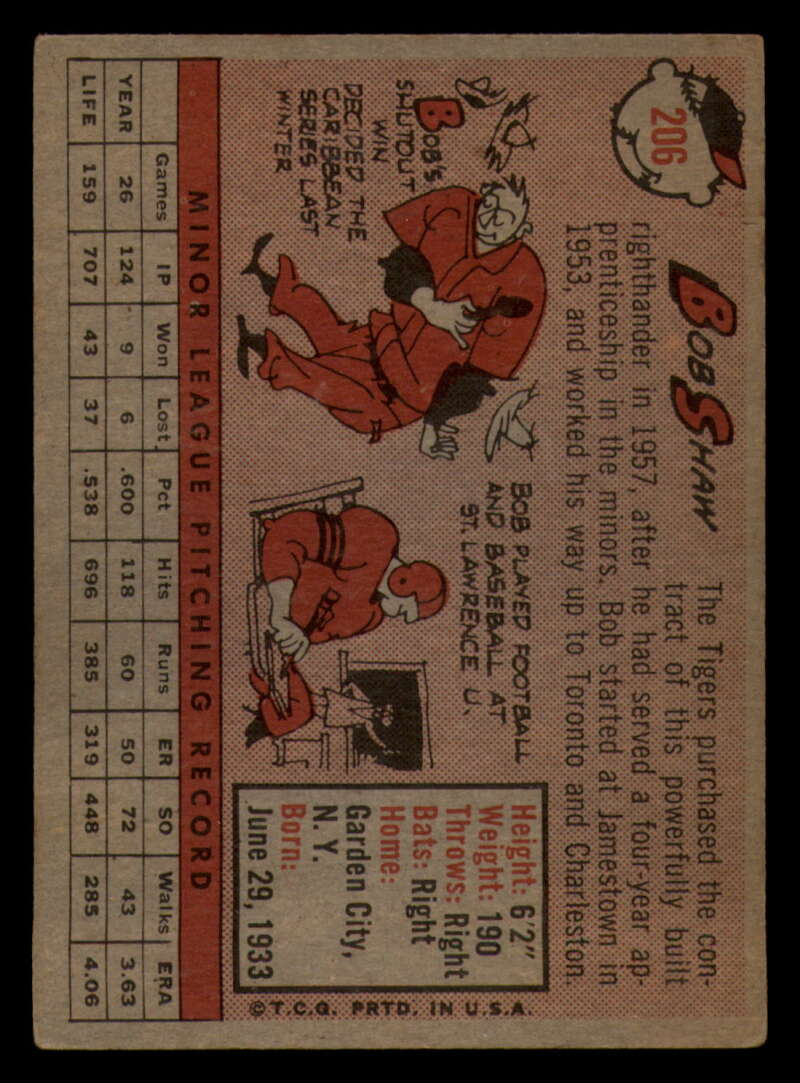 206
BOB SHAW
The Tigers purchased the con-
tract of this powerfully built
righthander in 1957, after he had served a four-year ap-
prenticeship in the minors. Bob started at Jamestown in
1953, and worked his way up to Toronto and Charleston.
BOB'S
SHUTOUT
WIN
DECIDED THE
CARIBBEAN
SERIES LAST
WINTER
BOB PLAYED FOOTBALL
AND BASEBALL AT
ST. LAWRENCE U.
Height: 6'2"
Weight: 190
Throws: Right
Bats: Right
Home:
Garden City,
N. Y.
Born:
June 29, 1933
MINOR LEAGUE PITCHING RECORD
Games IP Won Lost Pct Hits Runs ER SO Walks ERA
YEAR 26 124 9 6 .600 118 60 50 72 43 3.63
LIFE 159 707 43 37 .538 696 385 319 448 285 4.06
©T.C.G. PRTD. IN U.S.A.